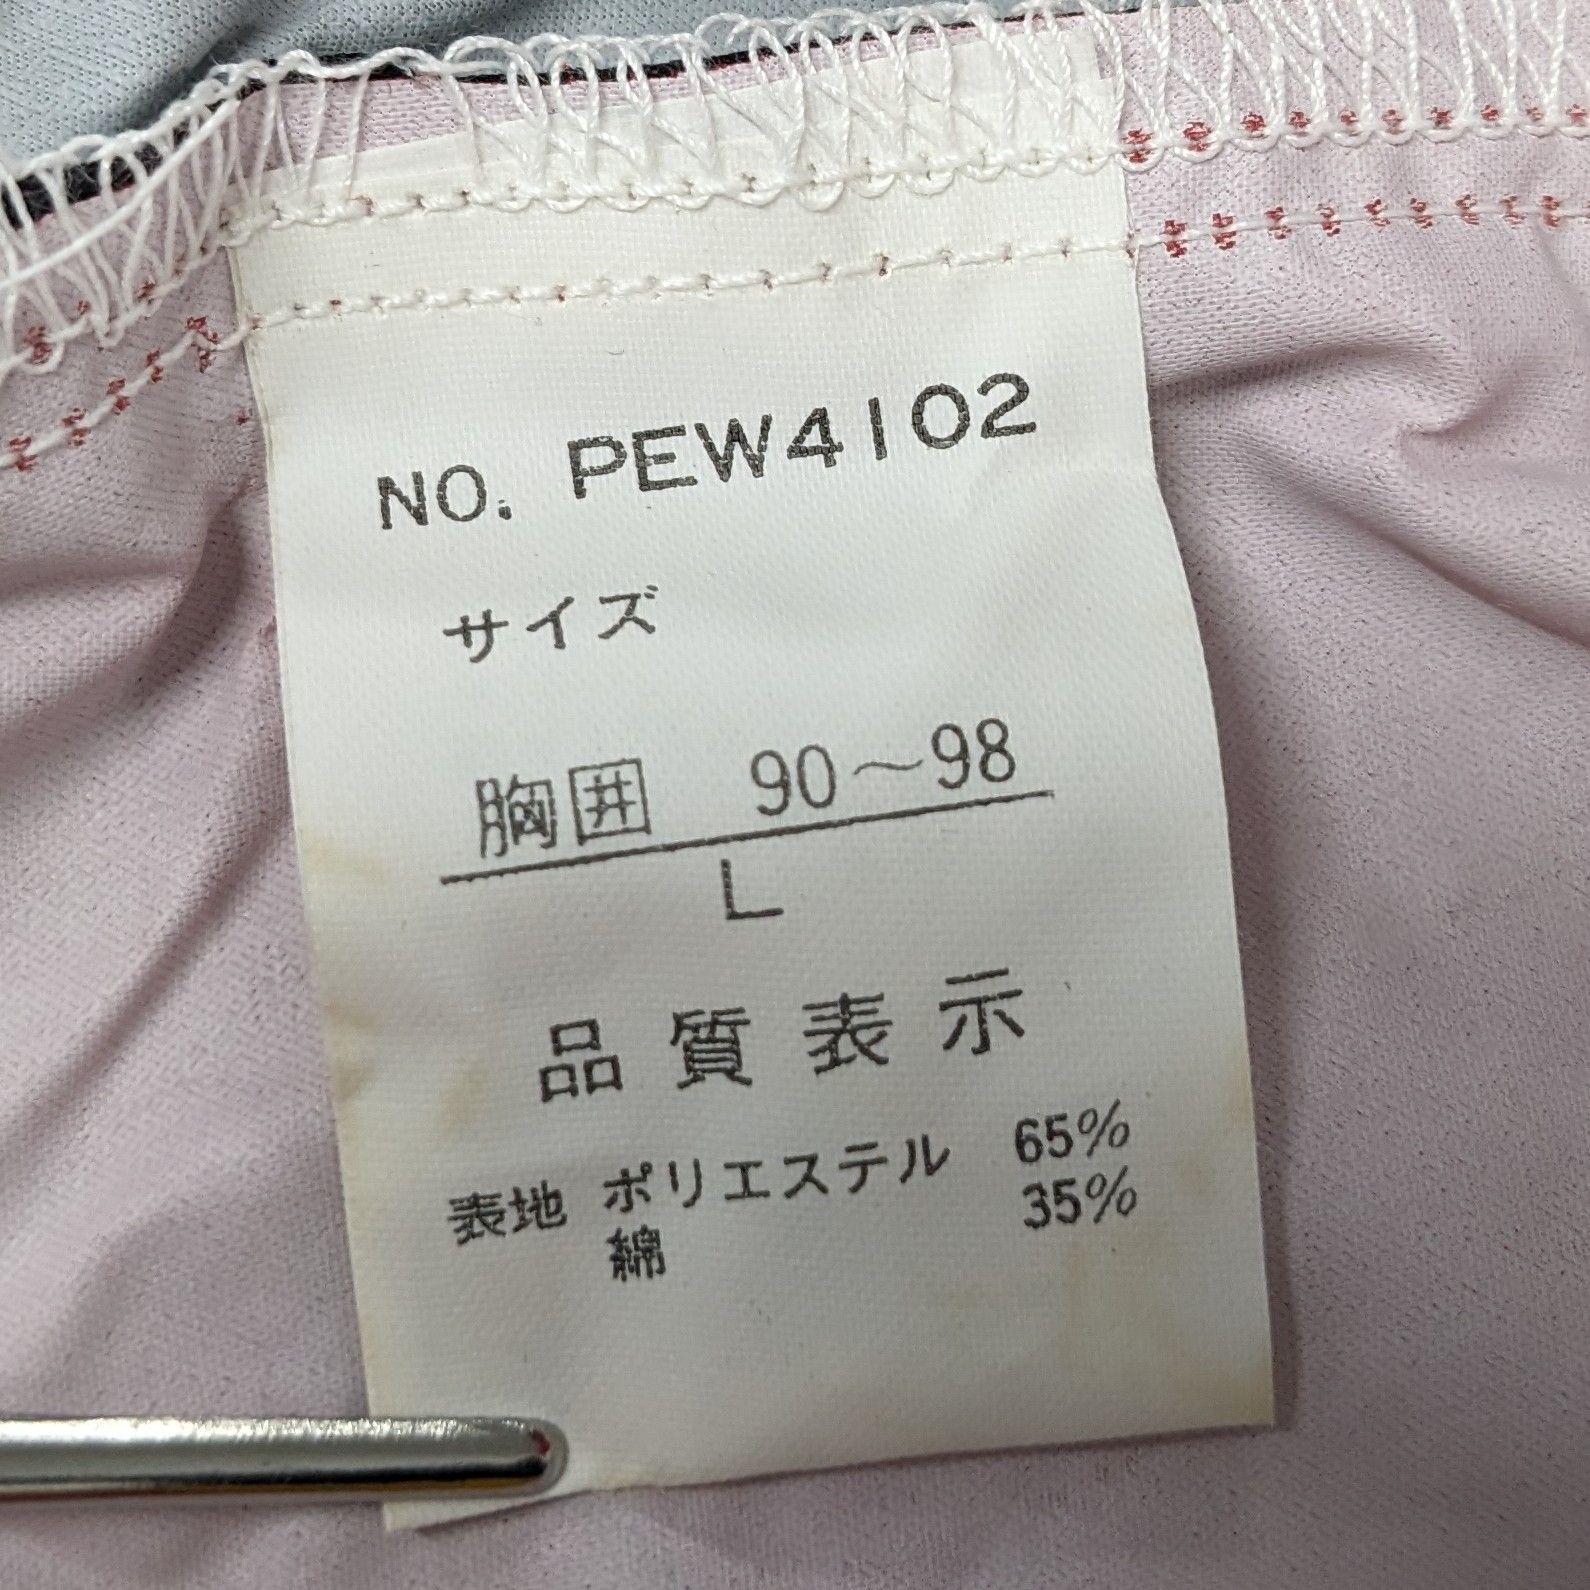 NO. PEW4102
サイズ
胸囲 90～98
L
品質表示
表地 ポリエステル 65%
綿 35%